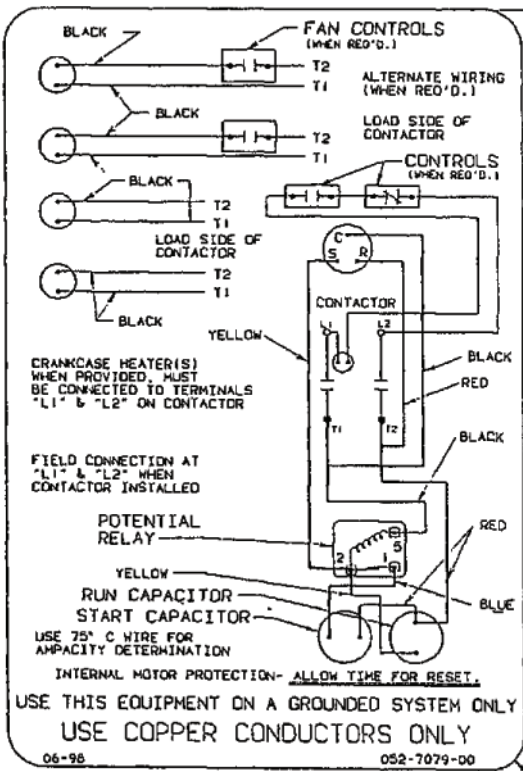 BLACK
FAN CONTROLS
(WHEN REQ'D.)
T2
T1
ALTERNATE WIRING
(WHEN REQ'D.)
BLACK
T2
T1
LOAD SIDE OF
CONTACTOR
BLACK
T2
T1
LOAD SIDE OF
CONTACTOR
CONTROLS
(WHEN REQ'D.)
T2
T1
BLACK
C
S R
CONTACTOR
L1
L2
YELLOW
BLACK
RED
CRANKCASE HEATER(S)
WHEN PROVIDED, MUST
BE CONNECTED TO TERMINALS
"L1" & "L2" ON CONTACTOR
T1
T2
BLACK
FIELD CONNECTION AT
"L1" & "L2" WHEN
CONTACTOR INSTALLED
POTENTIAL
RELAY
5
2
1
RED
YELLOW
BLUE
RUN CAPACITOR
START CAPACITOR
USE 75° C WIRE FOR
AMPACITY DETERMINATION
INTERNAL MOTOR PROTECTION- ALLOW TIME FOR RESET.
USE THIS EQUIPMENT ON A GROUNDED SYSTEM ONLY
USE COPPER CONDUCTORS ONLY
06-98
052-7079-00